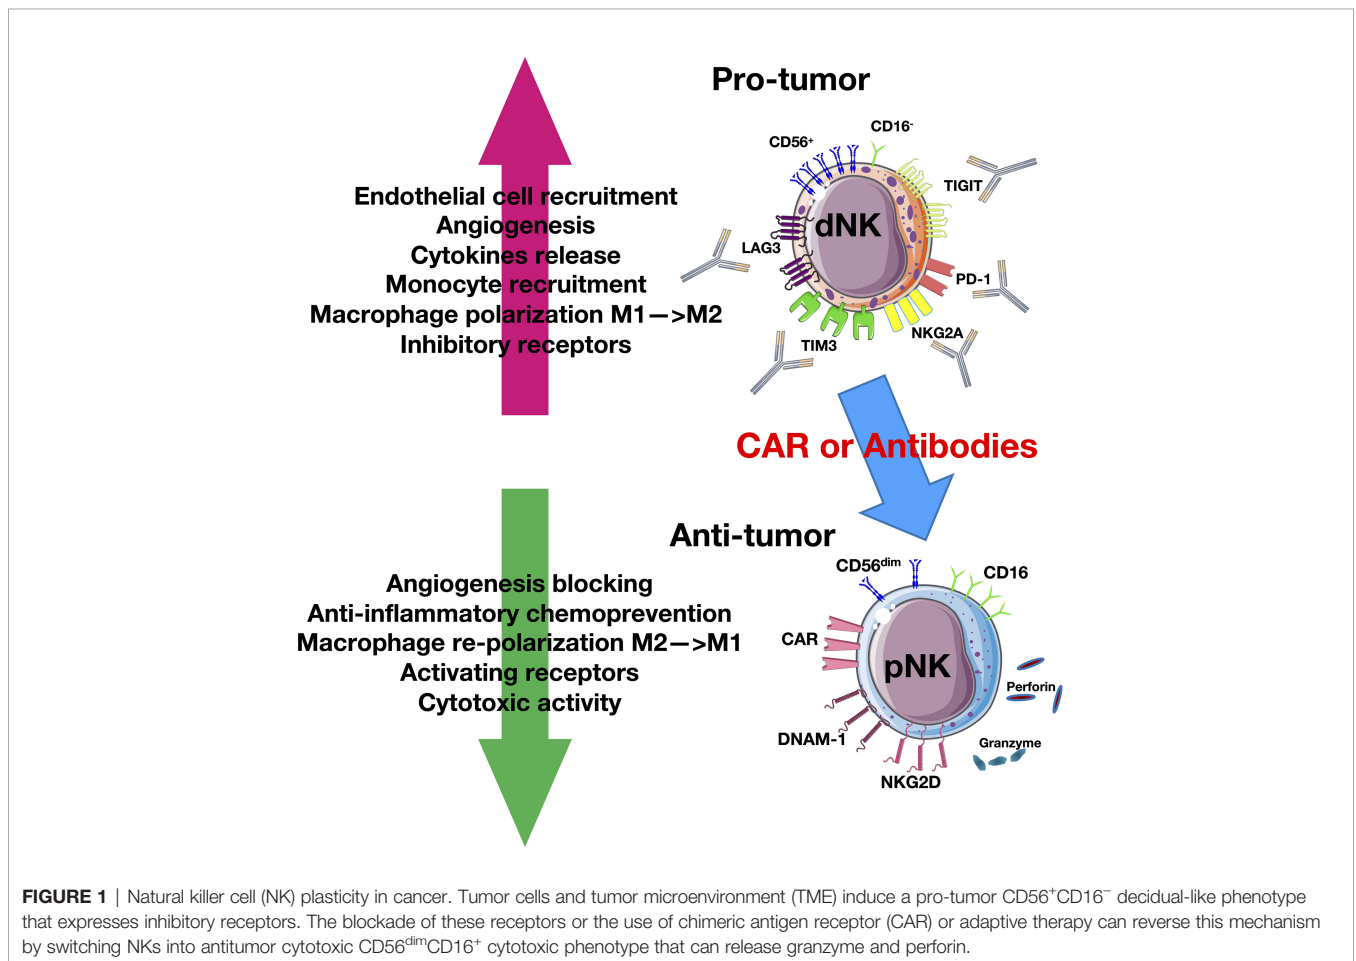 Pro-tumor
CD16-
CD56+
TIGIT
dNK
LAG3
PD-1
NKG2A
TIM3
Endothelial cell recruitment
Angiogenesis
Cytokines release
Monocyte recruitment
Macrophage polarization M1—>M2
Inhibitory receptors
CAR or Antibodies
Anti-tumor
CD56dim
CD16
CAR
pNK
Perforin
DNAM-1
Granzyme
NKG2D
Angiogenesis blocking
Anti-inflammatory chemoprevention
Macrophage re-polarization M2—>M1
Activating receptors
Cytotoxic activity
FIGURE 1 | Natural killer cell (NK) plasticity in cancer. Tumor cells and tumor microenvironment (TME) induce a pro-tumor CD56+CD16− decidual-like phenotype
that expresses inhibitory receptors. The blockade of these receptors or the use of chimeric antigen receptor (CAR) or adaptive therapy can reverse this mechanism
by switching NKs into antitumor cytotoxic CD56dimCD16+ cytotoxic phenotype that can release granzyme and perforin.